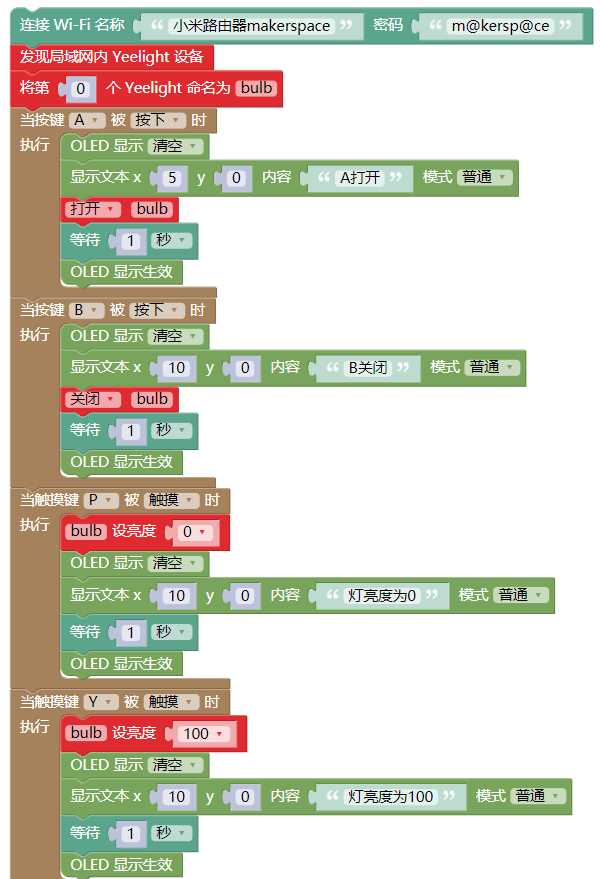 连接 Wi-Fi 名称 “ 小米路由器makerspace ” 密码 “ m@kersp@ce ”
发现局域网内 Yeelight 设备
将第 0 个 Yeelight 命名为 bulb
当按键 A 被 按下 时
执行 OLED 显示 清空
显示文本 x 5 y 0 内容 “ A打开 ” 模式 普通
打开 bulb
等待 1 秒
OLED 显示生效
当按键 B 被 按下 时
执行 OLED 显示 清空
显示文本 x 10 y 0 内容 “ B关闭 ” 模式 普通
关闭 bulb
等待 1 秒
OLED 显示生效
当触摸键 P 被 触摸 时
执行 bulb 设亮度 0
OLED 显示 清空
显示文本 x 10 y 0 内容 “ 灯亮度为0 ” 模式 普通
等待 1 秒
OLED 显示生效
当触摸键 Y 被 触摸 时
执行 bulb 设亮度 100
OLED 显示 清空
显示文本 x 10 y 0 内容 “ 灯亮度为100 ” 模式 普通
等待 1 秒
OLED 显示生效